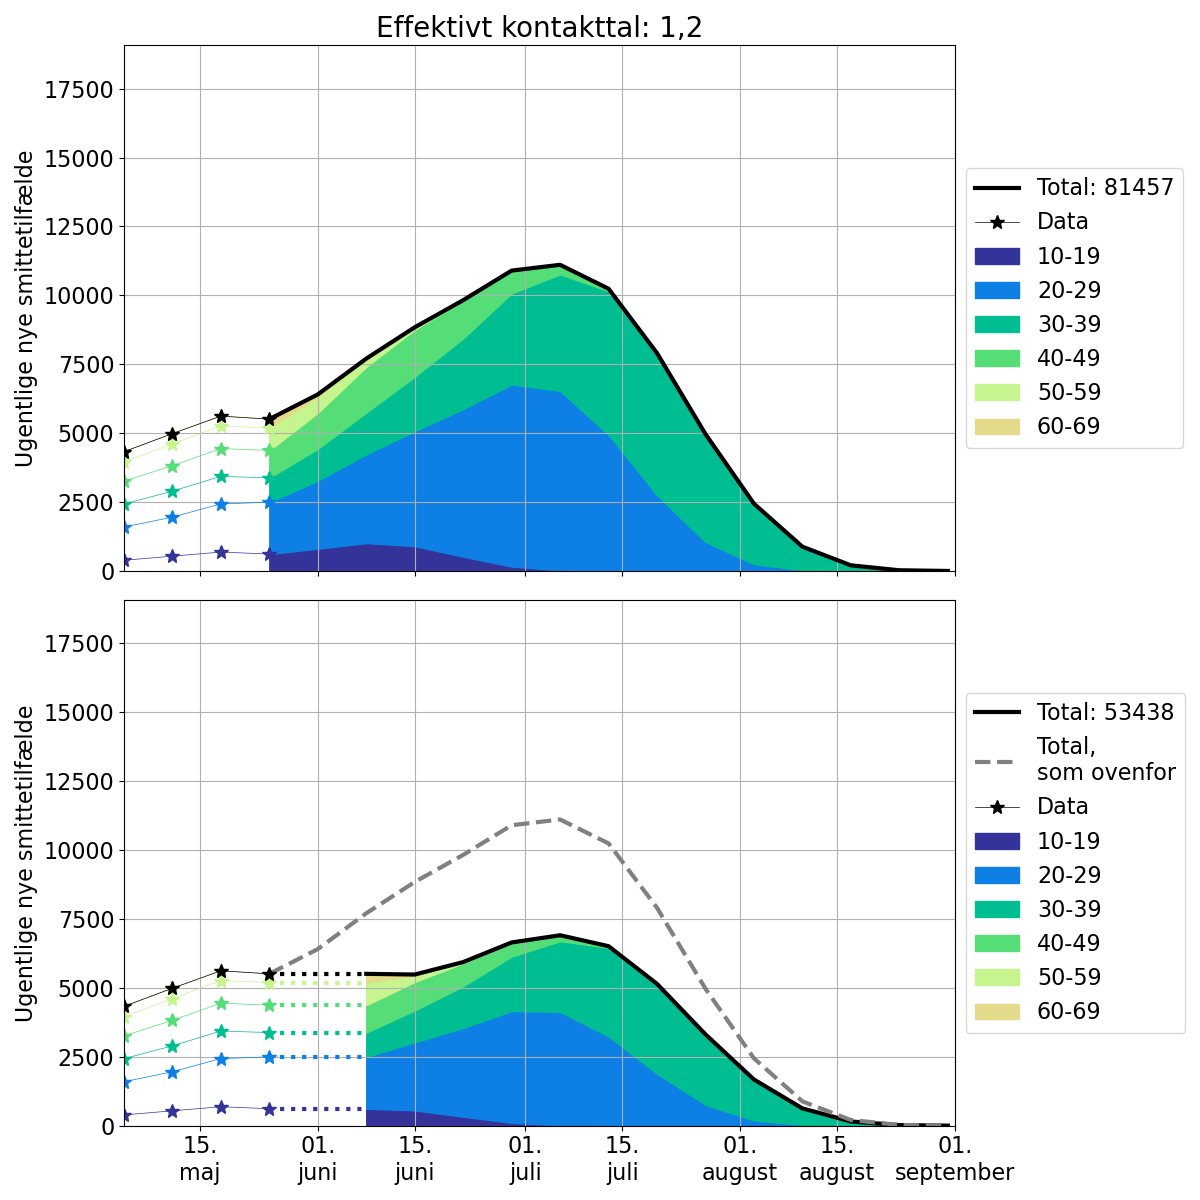 Effektivt kontakttal: 1,2
Ugentlige nye smittetilfælde
17500
15000
12500
10000
7500
5000
2500
0
Total: 81457
Data
10-19
20-29
30-39
40-49
50-59
60-69
Ugentlige nye smittetilfælde
17500
15000
12500
10000
7500
5000
2500
0
15.
maj
01.
juni
15.
juni
01.
juli
15.
juli
01.
august
15.
august
01.
september
Total: 53438
Total,
som ovenfor
Data
10-19
20-29
30-39
40-49
50-59
60-69